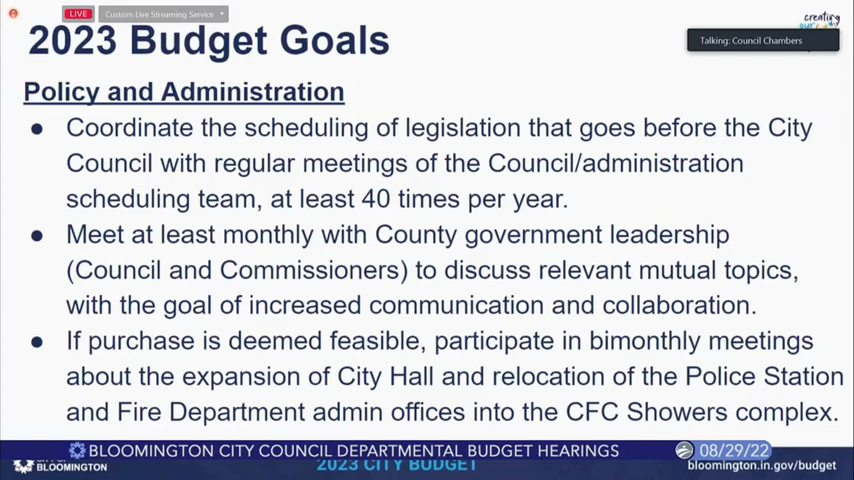 LIVE
Custom Live Streaming Service
creating
2023 Budget Goals
Talking: Council Chambers
Policy and Administration
● Coordinate the scheduling of legislation that goes before the City
Council with regular meetings of the Council/administration
scheduling team, at least 40 times per year.
● Meet at least monthly with County government leadership
(Council and Commissioners) to discuss relevant mutual topics,
with the goal of increased communication and collaboration.
● If purchase is deemed feasible, participate in bimonthly meetings
about the expansion of City Hall and relocation of the Police Station
and Fire Department admin offices into the CFC Showers complex.
BLOOMINGTON CITY COUNCIL DEPARTMENTAL BUDGET HEARINGS
08/29/22
BLOOMINGTON
2023 CITY BUDGET
bloomington.in.gov/budget